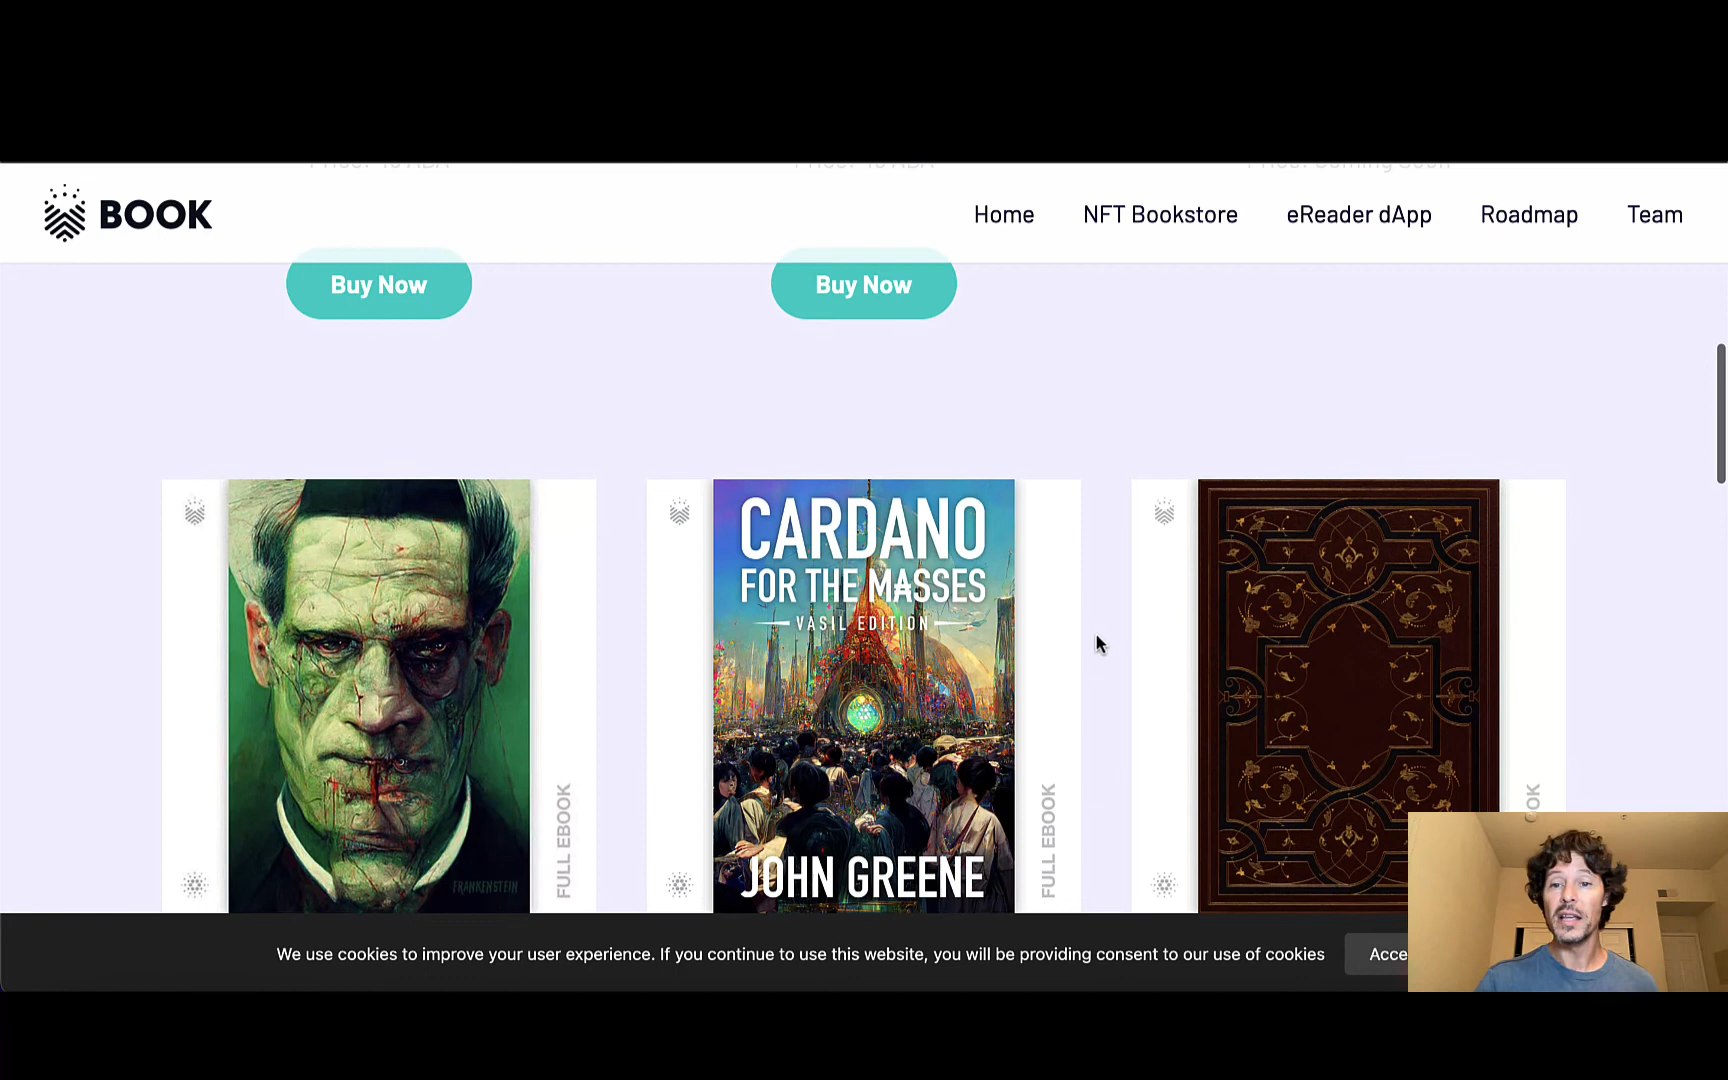 BOOK
Home
NFT Bookstore
eReader dApp
Roadmap
Team
Buy Now
Buy Now
FRANKENSTEIN
FULL EBOOK
CARDANO
FOR THE M₳SSES
VASIL EDITION
JOHN GREENE
FULL EBOOK
We use cookies to improve your user experience. If you continue to use this website, you will be providing consent to our use of cookies